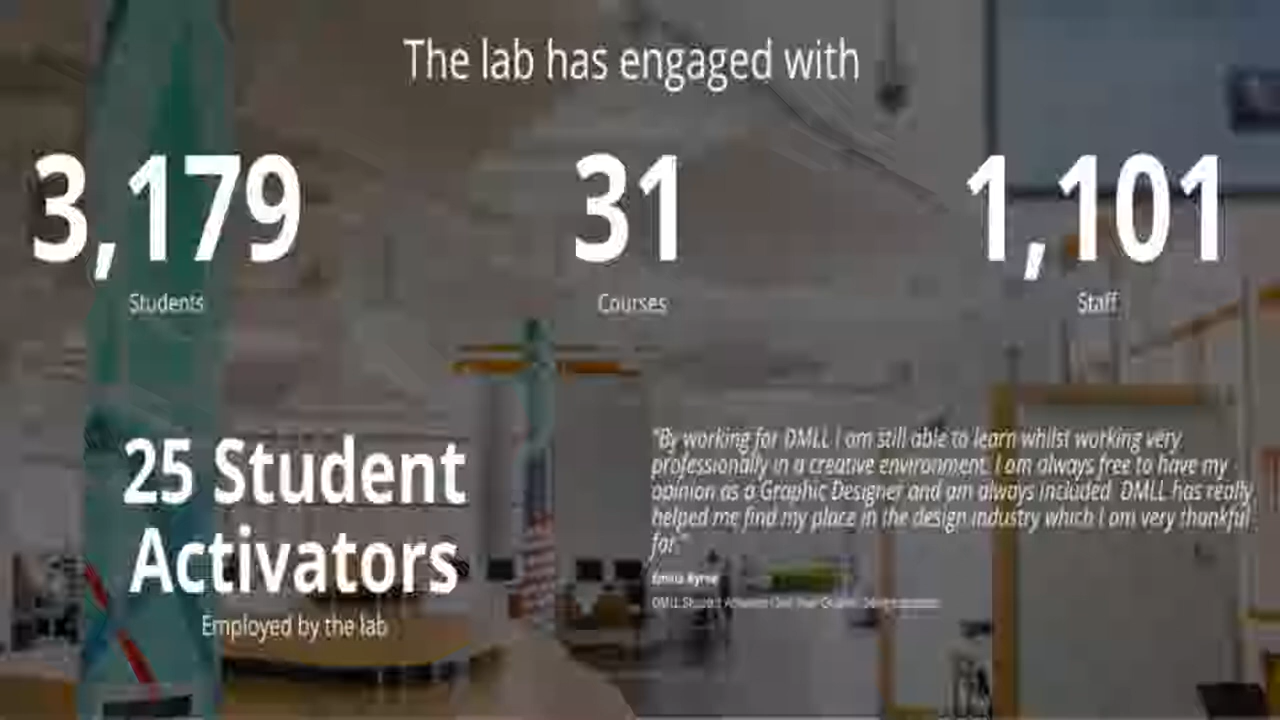 The lab has engaged with
3,179
31
1,101
Students
Courses
Staff
25 Student
Activators
Employed by the lab
"By working for DMLL I am still able to learn whilst working very
professionally in a creative environment. I am always free to have my
opinion as a Graphic Designer and am always included. DMLL has really
helped me find my place in the design industry which I am very thankful
for."
DMLL Student Activator